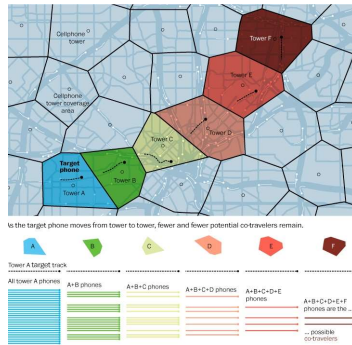 Tower F
Cellphone
tower
Tower E
Cellphone
tower coverage
area
Tower C
Tower D
Target
phone
Tower B
Tower A
As the target phone moves from tower to tower, fewer and fewer potential co-travelers remain.
A
B
C
D
E
F
Tower A target track
All tower A phones
A+B phones
A+B+C phones
A+B+C+D phones
A+B+C+D+E
phones
A+B+C+D+E+F
phones are the ...
... possible
co-travelers